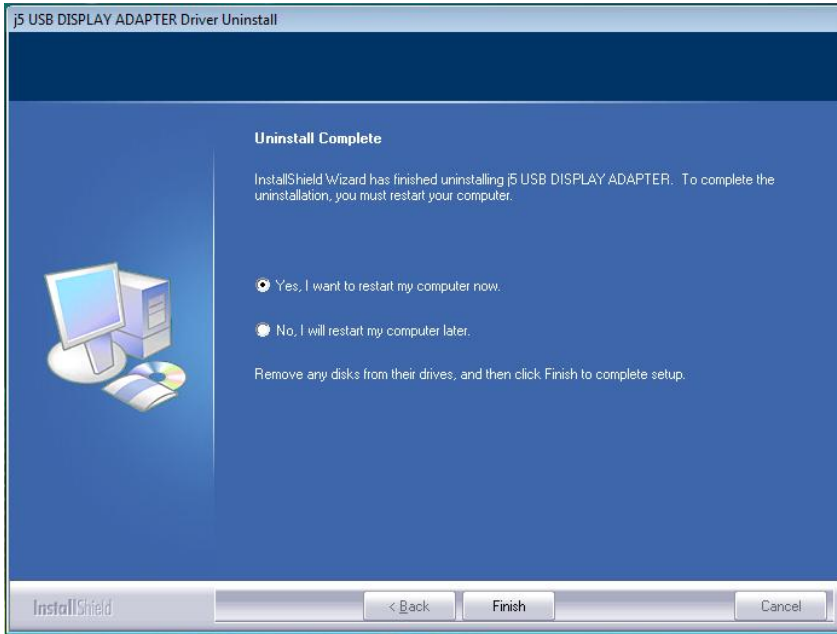 j5 USB DISPLAY ADAPTER Driver Uninstall
Uninstall Complete
InstallShield Wizard has finished uninstalling j5 USB DISPLAY ADAPTER. To complete the
uninstallation, you must restart your computer.
Yes, I want to restart my computer now.
No, I will restart my computer later.
Remove any disks from their drives, and then click Finish to complete setup.
InstallShield
< Back
Finish
Cancel